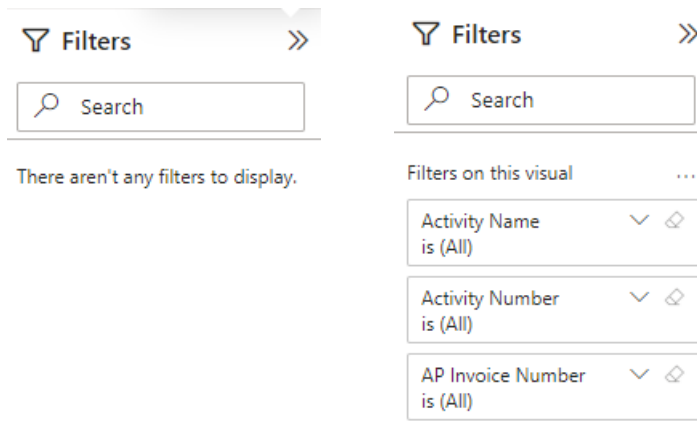 Filters
Search
There aren't any filters to display.
Filters
Search
Filters on this visual
Activity Name
is (All)
Activity Number
is (All)
AP Invoice Number
is (All)